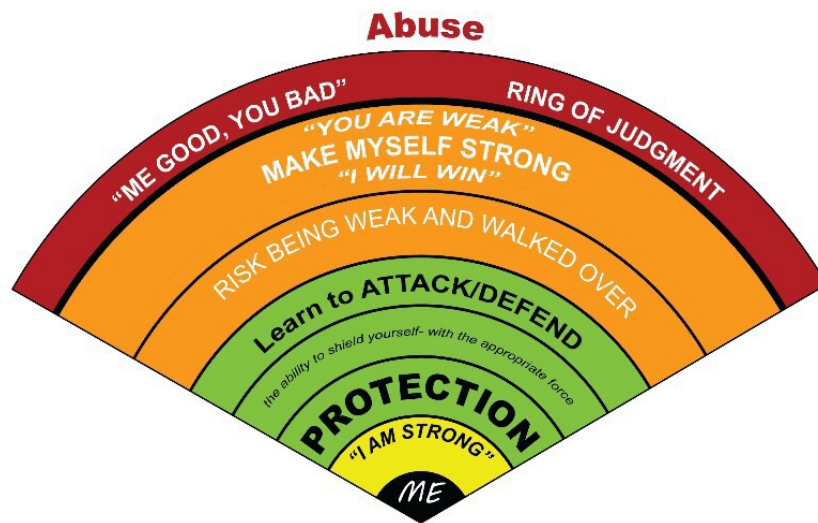 Abuse
“ME GOOD, YOU BAD”
RING OF JUDGMENT
“YOU ARE WEAK”
MAKE MYSELF STRONG
“I WILL WIN”
RISK BEING WEAK AND WALKED OVER
Learn to ATTACK/DEFEND
the ability to shield yourself- with the appropriate force
PROTECTION
“I AM STRONG”
ME